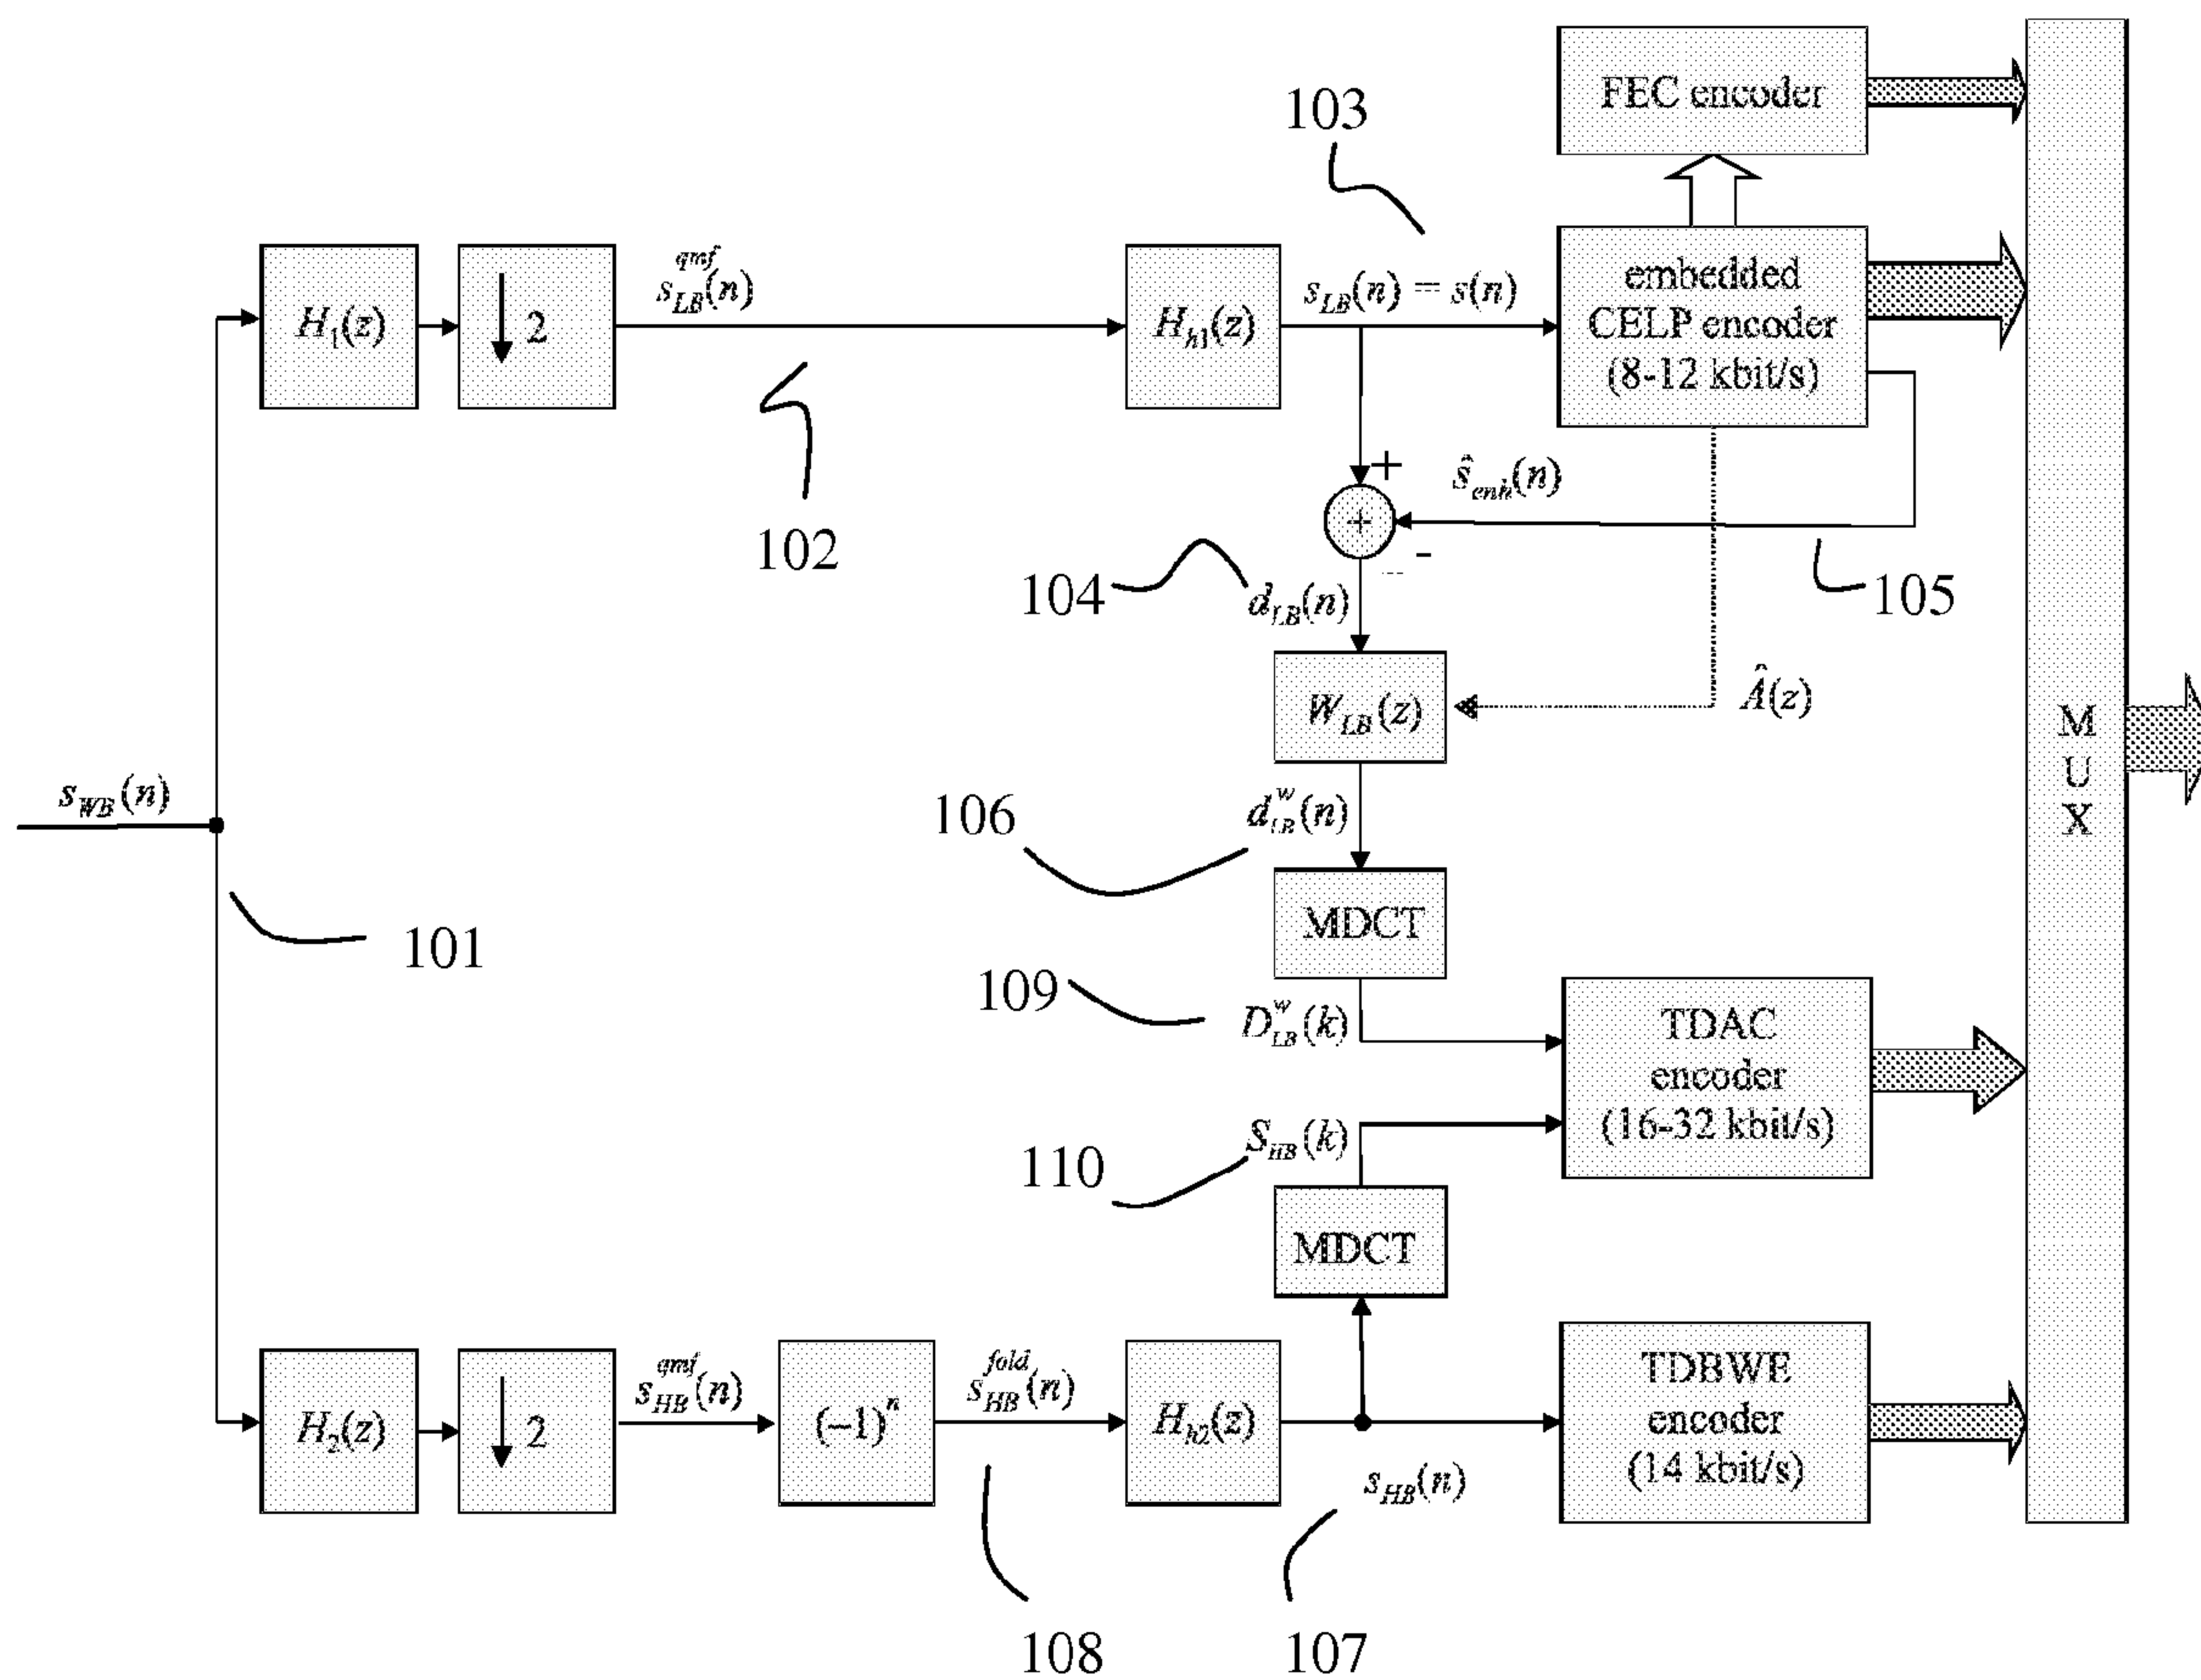 FEC encoder
103
H₁(z)
↓ 2
s_LB^qmf(n)
H_h1(z)
s_LB(n) = s(n)
embedded
CELP encoder
(8-12 kbit/s)
102
+
ŝ_enh(n)
+
-
104
d_LB(n)
105
W_LB(z)
Â(z)
M
U
X
s_WB(n)
106
d_LB^w(n)
101
MDCT
109
D_LB^w(k)
TDAC
encoder
(16-32 kbit/s)
110
S_HB(k)
MDCT
H₂(z)
↓ 2
s_HB^qmf(n)
(-1)^n
s_HB^fold(n)
H_h2(z)
s_HB(n)
TDBWE
encoder
(14 kbit/s)
108
107